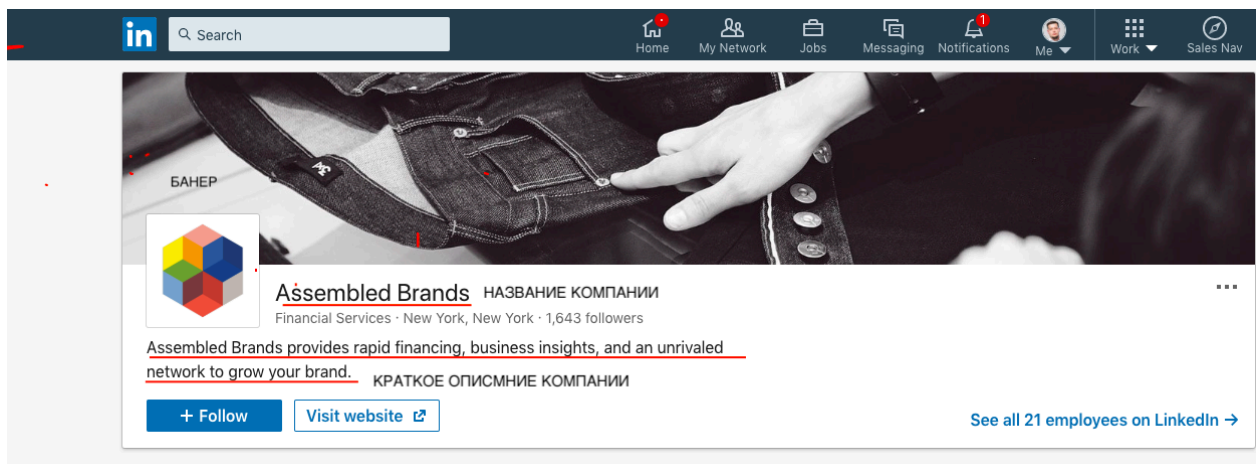 in
Search
Home
My Network
Jobs
Messaging
1
Notifications
Me
Work
Sales Nav
34
БАНЕР
Assembled Brands НАЗВАНИЕ КОМПАНИИ
Financial Services · New York, New York · 1,643 followers
Assembled Brands provides rapid financing, business insights, and an unrivaled
network to grow your brand. КРАТКОЕ ОПИСМНИЕ КОМПАНИИ
+ Follow
Visit website
See all 21 employees on LinkedIn →